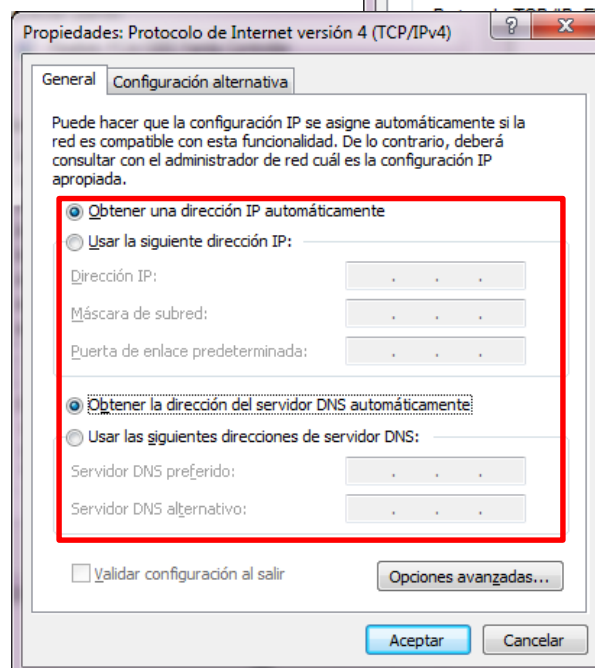 Propiedades: Protocolo de Internet versión 4 (TCP/IPv4)
General
Configuración alternativa
Puede hacer que la configuración IP se asigne automáticamente si la
red es compatible con esta funcionalidad. De lo contrario, deberá
consultar con el administrador de red cuál es la configuración IP
apropiada.
Obtener una dirección IP automáticamente
Usar la siguiente dirección IP:
Dirección IP:
Máscara de subred:
Puerta de enlace predeterminada:
Obtener la dirección del servidor DNS automáticamente
Usar las siguientes direcciones de servidor DNS:
Servidor DNS preferido:
Servidor DNS alternativo:
Validar configuración al salir
Opciones avanzadas...
Aceptar
Cancelar